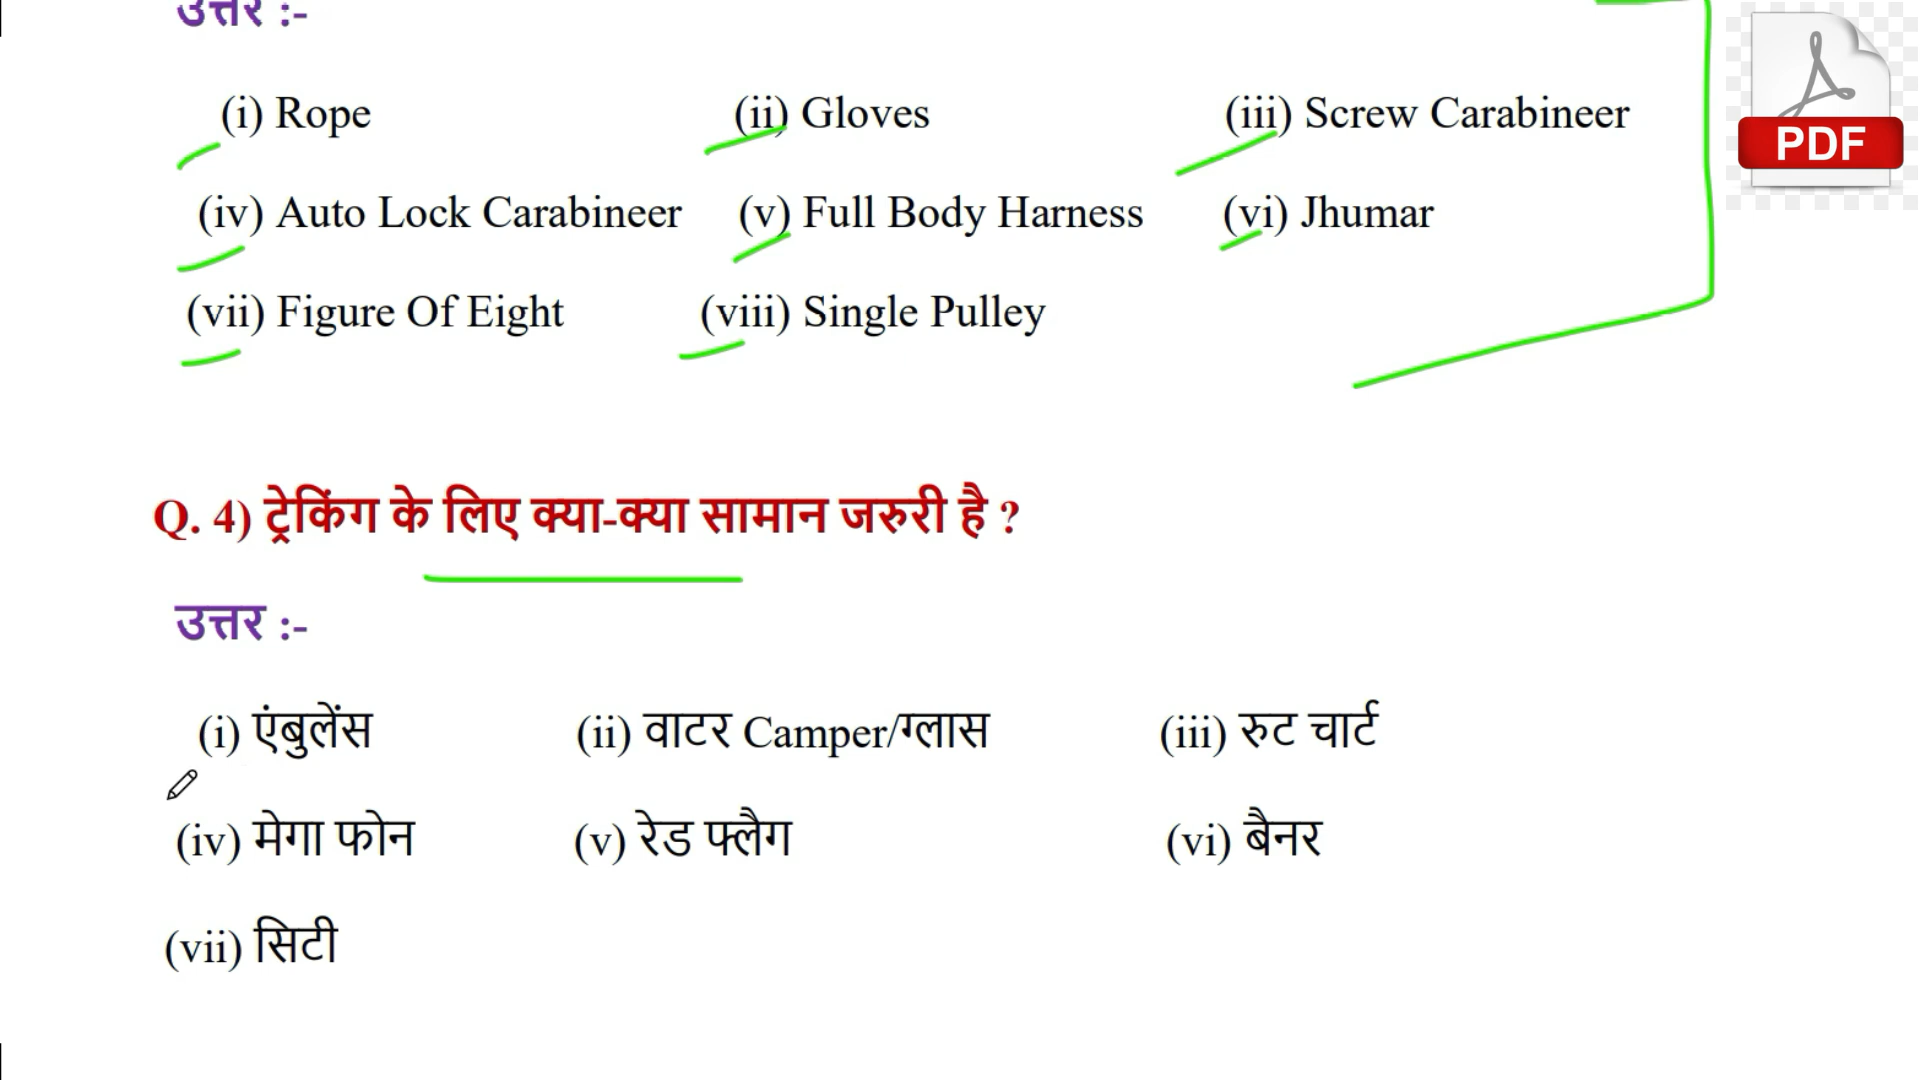 उत्तर :-
(i) Rope (ii) Gloves (iii) Screw Carabineer
(iv) Auto Lock Carabineer (v) Full Body Harness (vi) Jhumar
(vii) Figure Of Eight (viii) Single Pulley
PDF
Q. 4) ट्रेकिंग के लिए क्या-क्या सामान जरुरी है ?
उत्तर :-
(i) एंबुलेंस (ii) वाटर Camper/ग्लास (iii) रुट चार्ट
(iv) मेगा फोन (v) रेड फ्लैग (vi) बैनर
(vii) सिटी